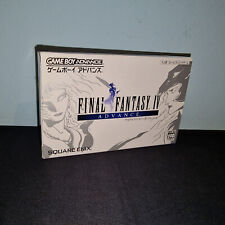 GAME BOY ADVANCE
ゲームボーイアドバンス
FINAL FANTASY IV
ADVANCE
SQUARE ENIX